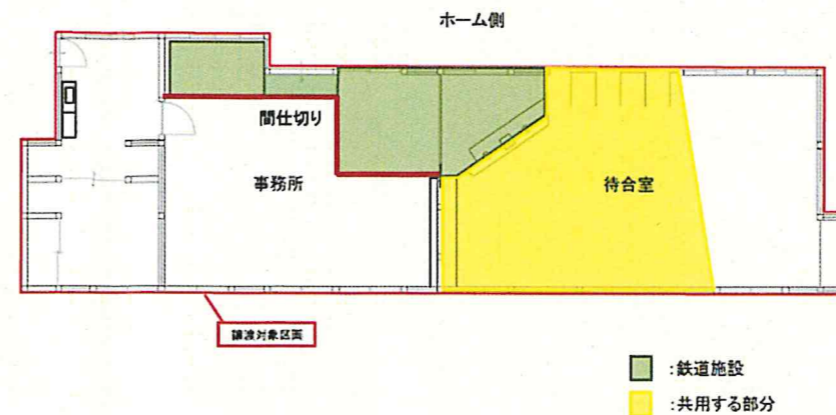 ホーム側
間仕切り
事務所
待合室
譲渡対象区画
:鉄道施設
:共用する部分